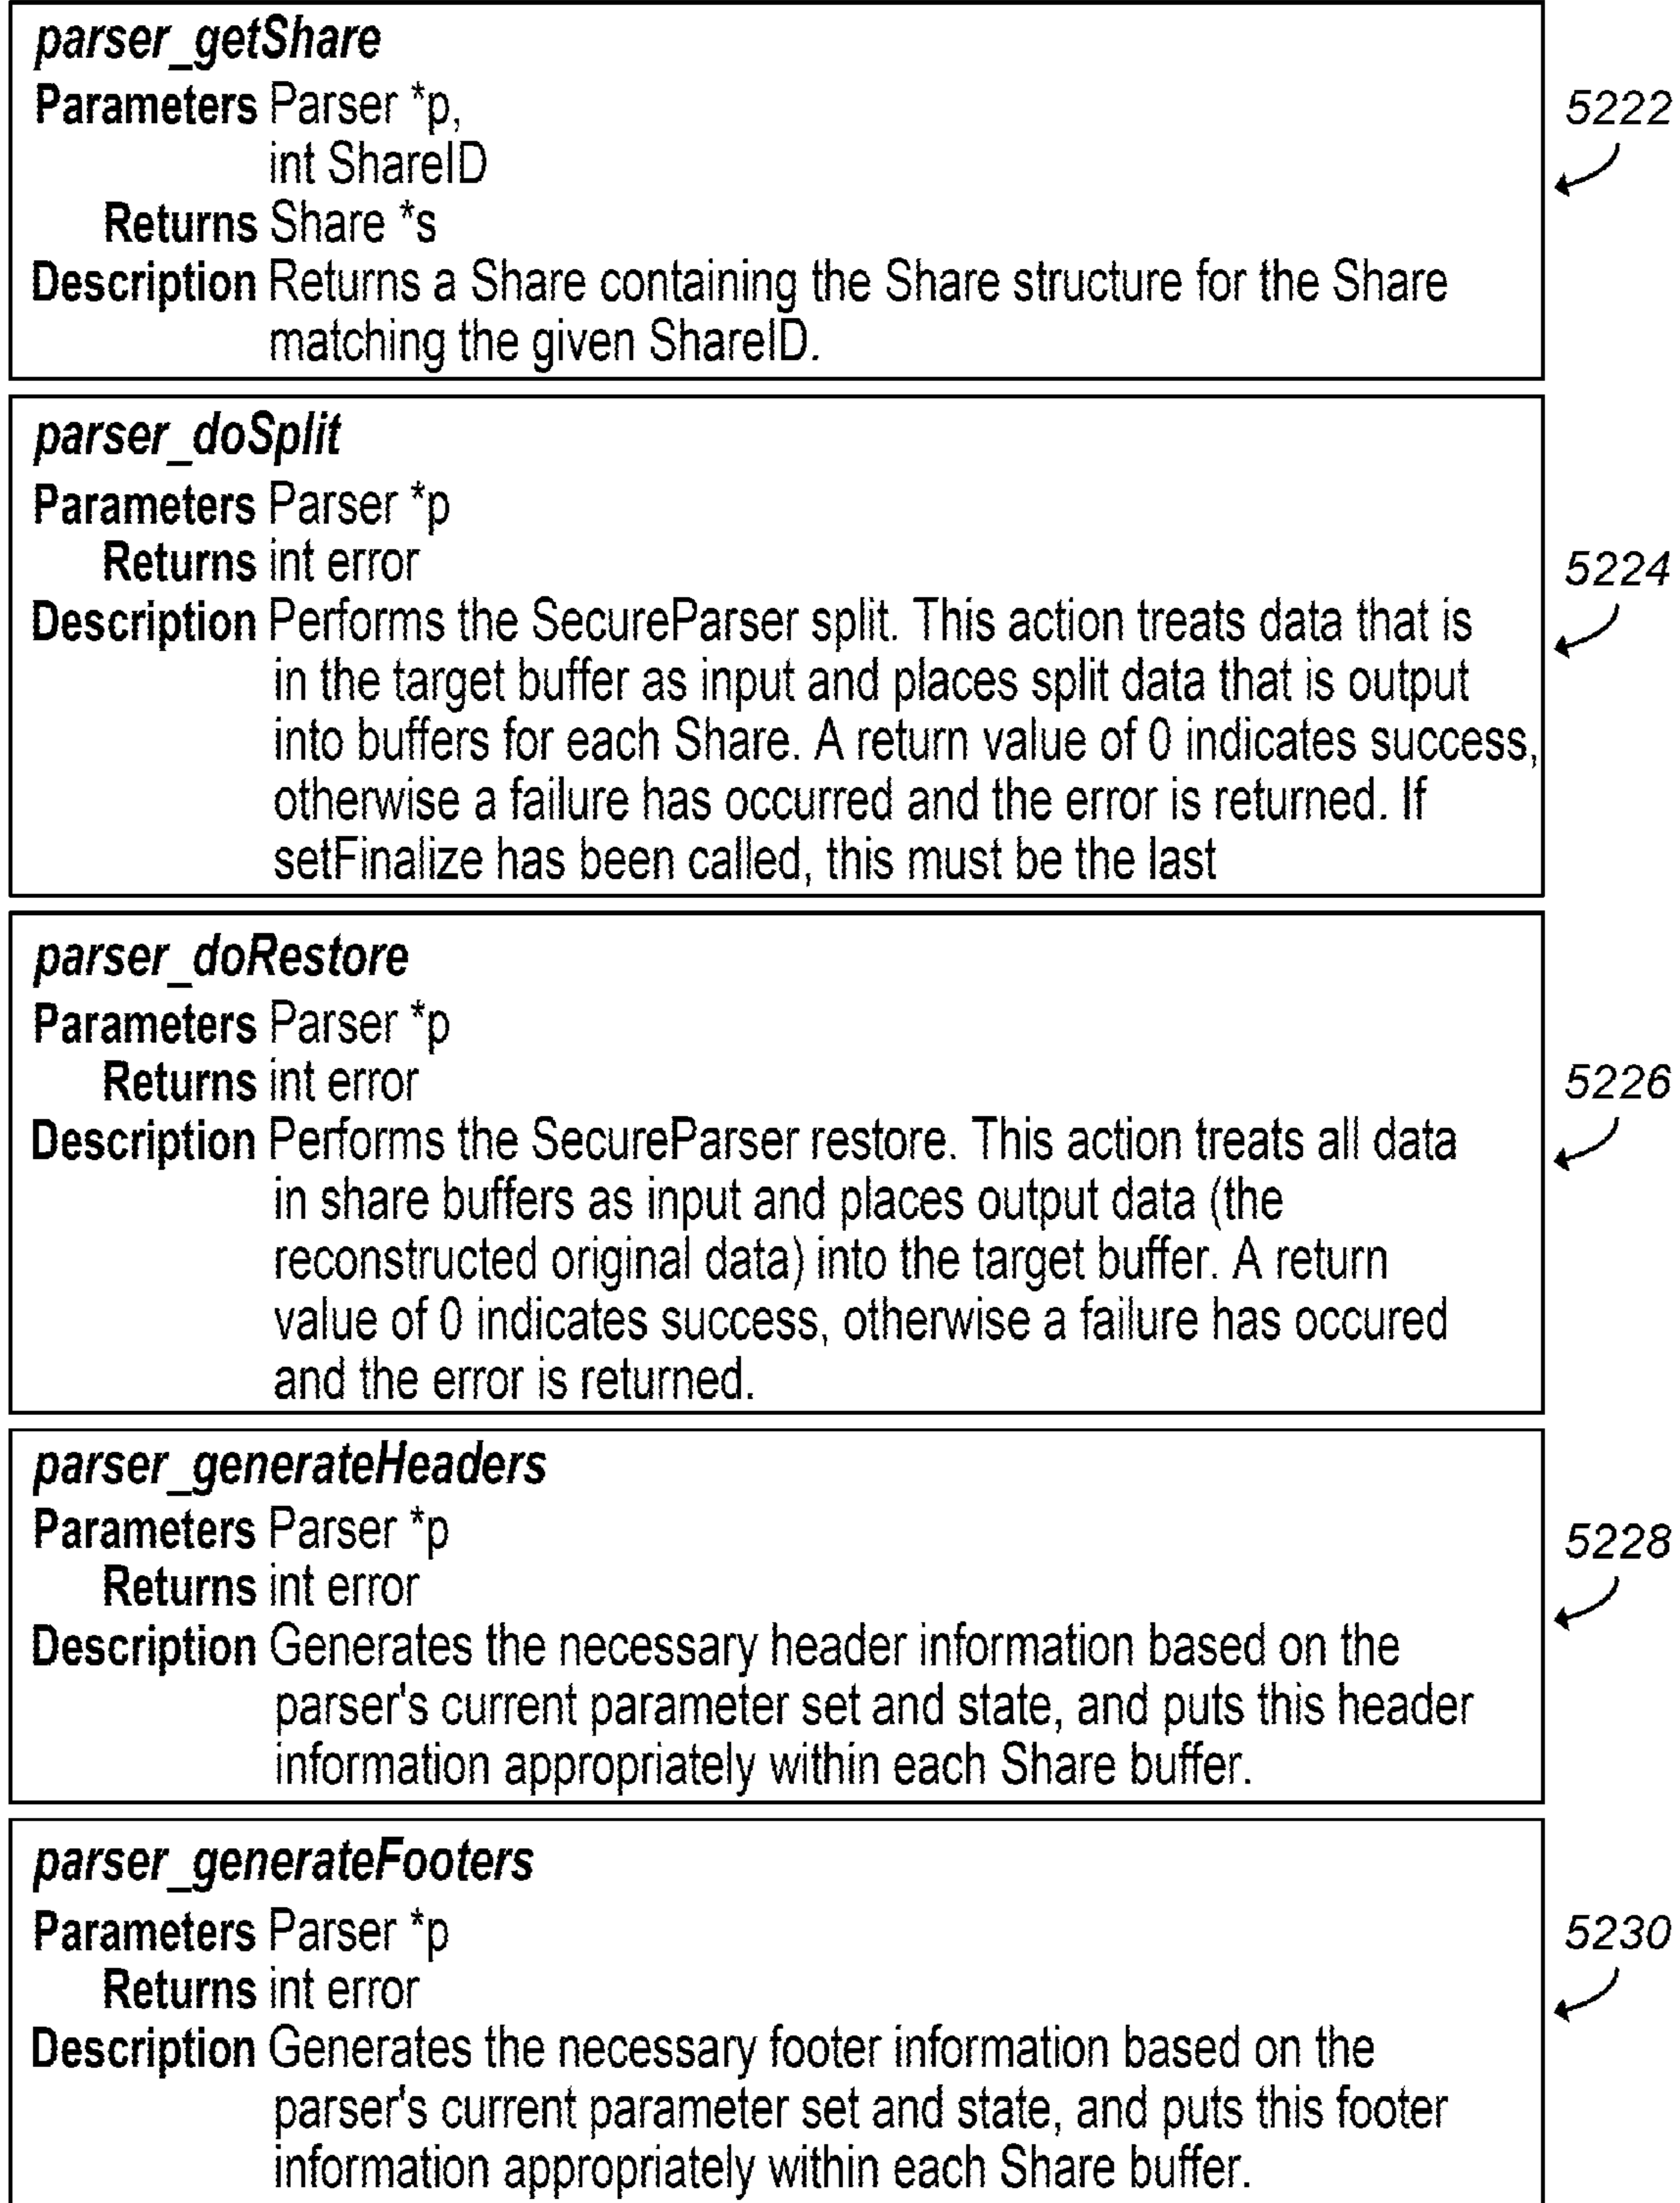 parser_getShare
Parameters Parser *p,
int ShareID
Returns Share *s
Description Returns a Share containing the Share structure for the Share
matching the given ShareID.
5222
parser_doSplit
Parameters Parser *p
Returns int error
Description Performs the SecureParser split. This action treats data that is
in the target buffer as input and places split data that is output
into buffers for each Share. A return value of 0 indicates success,
otherwise a failure has occurred and the error is returned. If
setFinalize has been called, this must be the last
5224
parser_doRestore
Parameters Parser *p
Returns int error
Description Performs the SecureParser restore. This action treats all data
in share buffers as input and places output data (the
reconstructed original data) into the target buffer. A return
value of 0 indicates success, otherwise a failure has occured
and the error is returned.
5226
parser_generateHeaders
Parameters Parser *p
Returns int error
Description Generates the necessary header information based on the
parser's current parameter set and state, and puts this header
information appropriately within each Share buffer.
5228
parser_generateFooters
Parameters Parser *p
Returns int error
Description Generates the necessary footer information based on the
parser's current parameter set and state, and puts this footer
information appropriately within each Share buffer.
5230